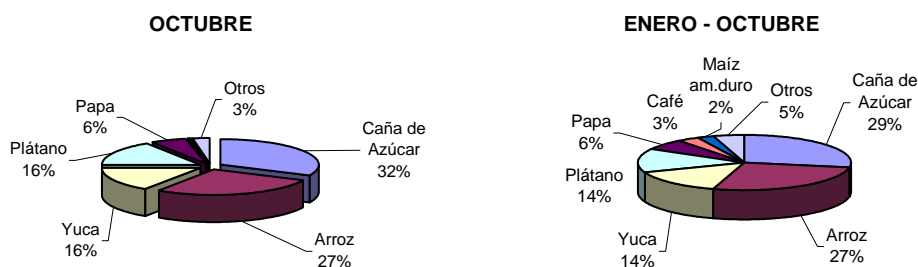 OCTUBRE
Otros
3%
Papa
6%
Plátano
16%
Caña de
Azúcar
32%
Yuca
16%
Arroz
27%
ENERO - OCTUBRE
Maíz
am.duro
2%
Café
3%
Otros
5%
Caña de
Azúcar
29%
Papa
6%
Plátano
14%
Yuca
14%
Arroz
27%